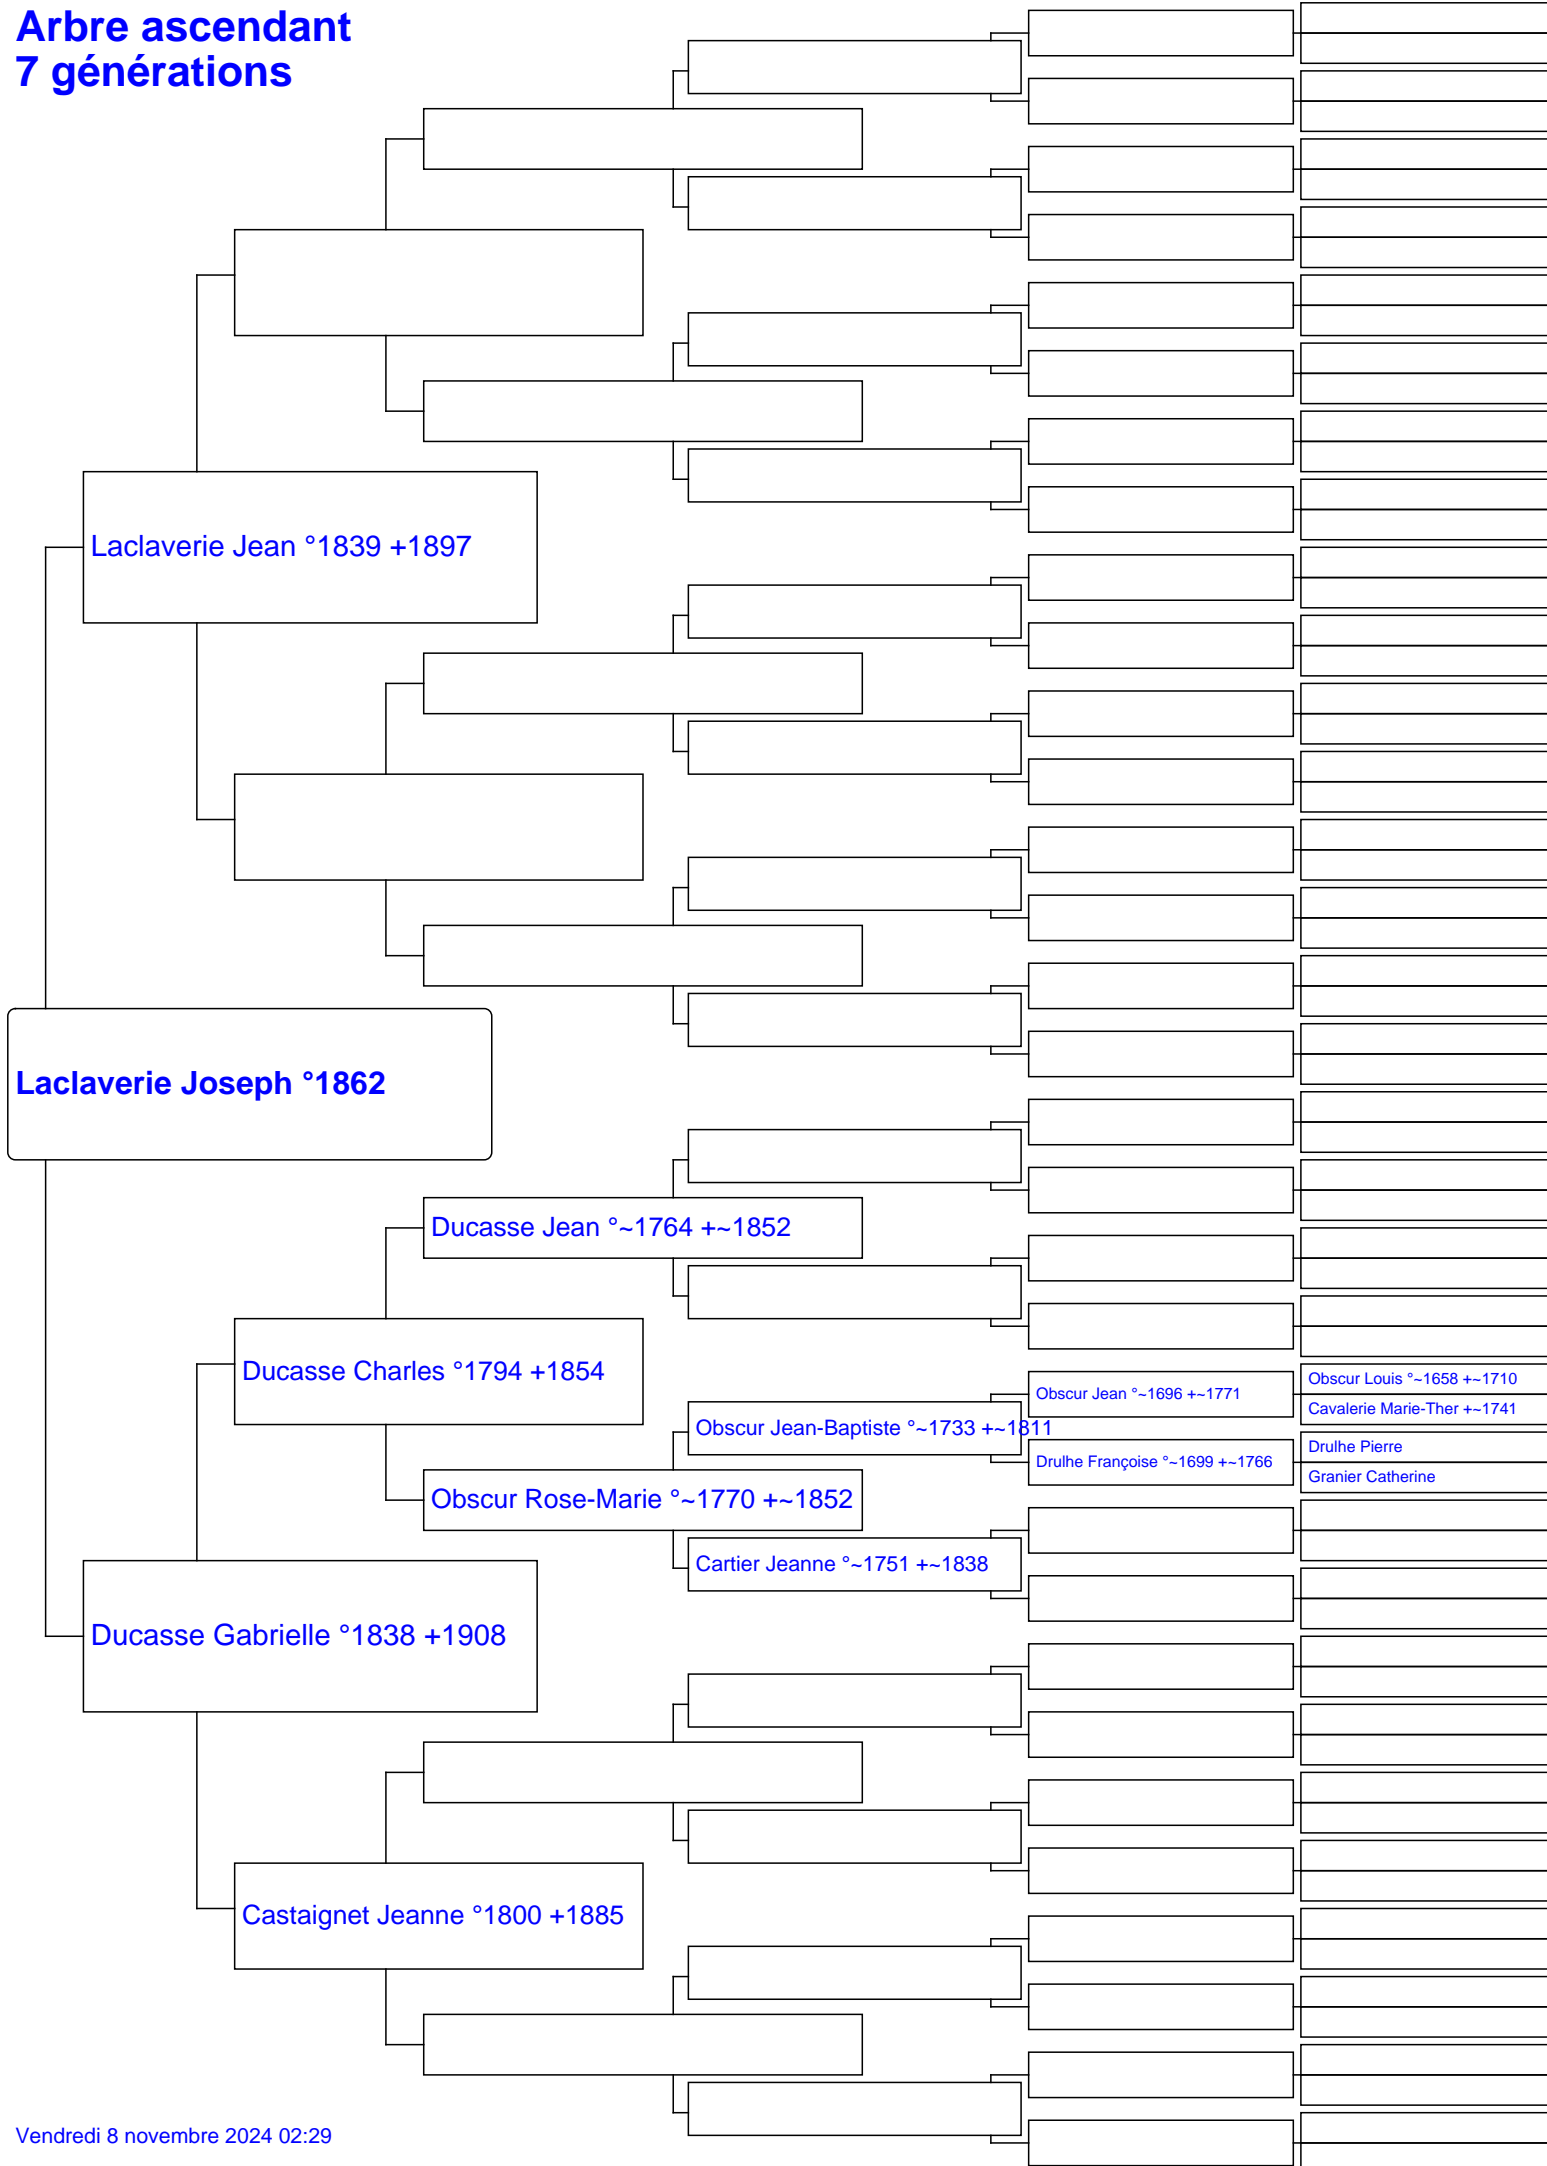 Arbre ascendant
7 générations
Laclaverie Jean °1839 +1897
Laclaverie Joseph °1862
Ducasse Jean °~1764 +~1852
Ducasse Charles °1794 +1854
Obscur Louis °~1658 +~1710
Obscur Jean °~1696 +~1771
Cavalerie Marie-Ther +~1741
Obscur Jean-Baptiste °~1733 +~1811
Drulhe Pierre
Drulhe Françoise °~1699 +~1766
Granier Catherine
Obscur Rose-Marie °~1770 +~1852
Cartier Jeanne °~1751 +~1838
Ducasse Gabrielle °1838 +1908
Castaignet Jeanne °1800 +1885
Vendredi 8 novembre 2024 02:29